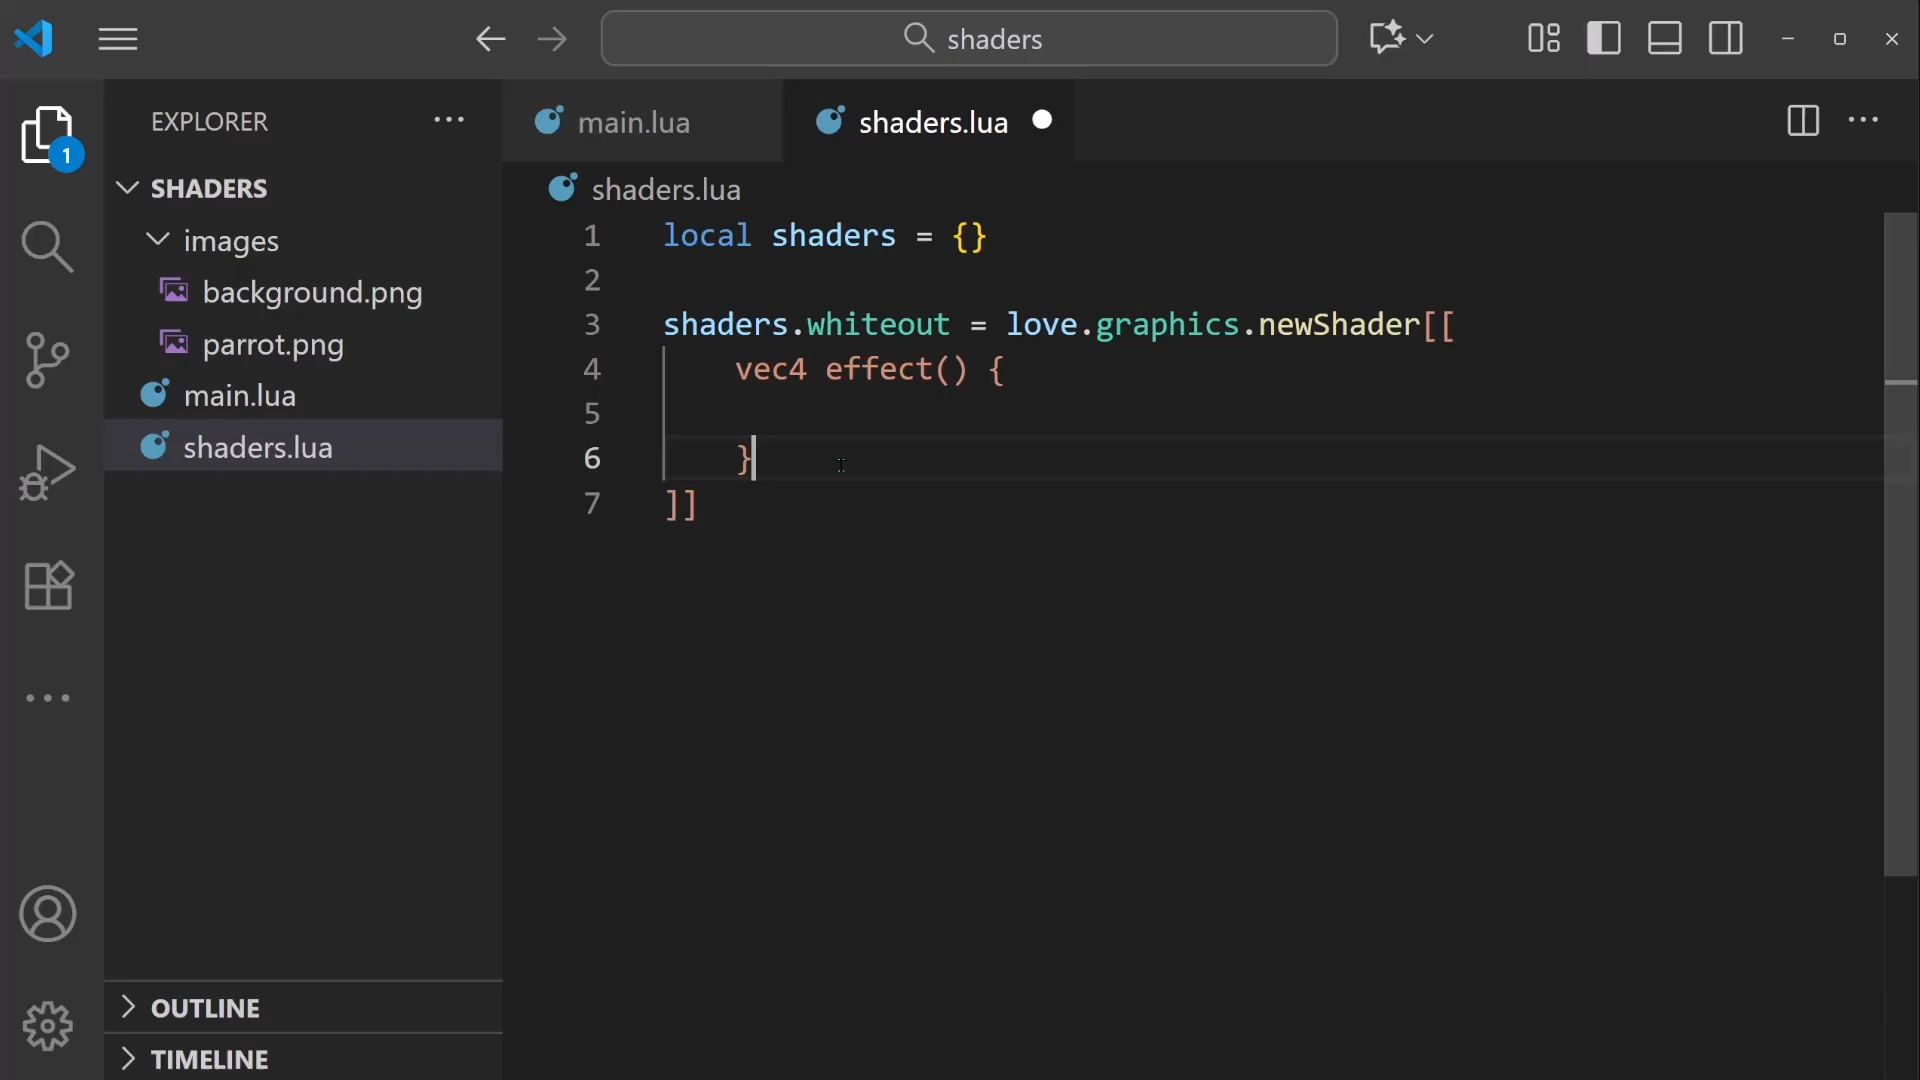 shaders
EXPLORER
1
SHADERS
images
background.png
parrot.png
main.lua
shaders.lua
OUTLINE
TIMELINE
main.lua
shaders.lua
shaders.lua
1 local shaders = {}
2
3 shaders.whiteout = love.graphics.newShader[[
4 vec4 effect() {
5
6 }
7 ]]